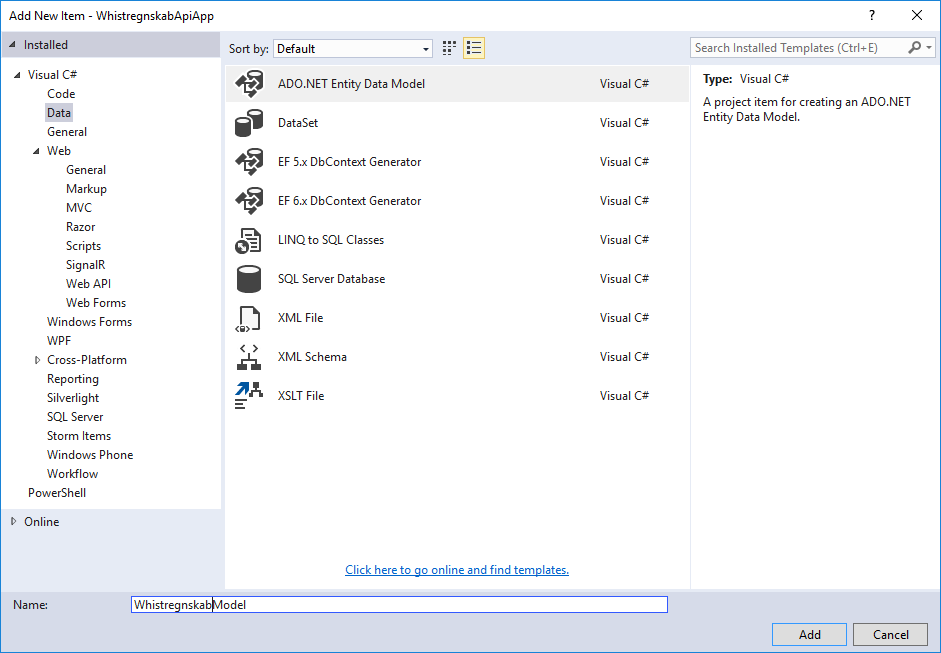 Add New Item - WhistregnskabApiApp
?
Installed
Sort by: Default
Search Installed Templates (Ctrl+E)
Visual C#
Code
Data
General
Web
General
Markup
MVC
Razor
Scripts
SignalR
Web API
Web Forms
Windows Forms
WPF
Cross-Platform
Reporting
Silverlight
SQL Server
Storm Items
Windows Phone
Workflow
PowerShell
Online
ADO.NET Entity Data Model Visual C#
DataSet Visual C#
EF 5.x DbContext Generator Visual C#
EF 6.x DbContext Generator Visual C#
LINQ to SQL Classes Visual C#
SQL Server Database Visual C#
XML File Visual C#
XML Schema Visual C#
XSLT File Visual C#
Click here to go online and find templates.
Type: Visual C#
A project item for creating an ADO.NET
Entity Data Model.
Name: WhistregnskabModel
Add Cancel